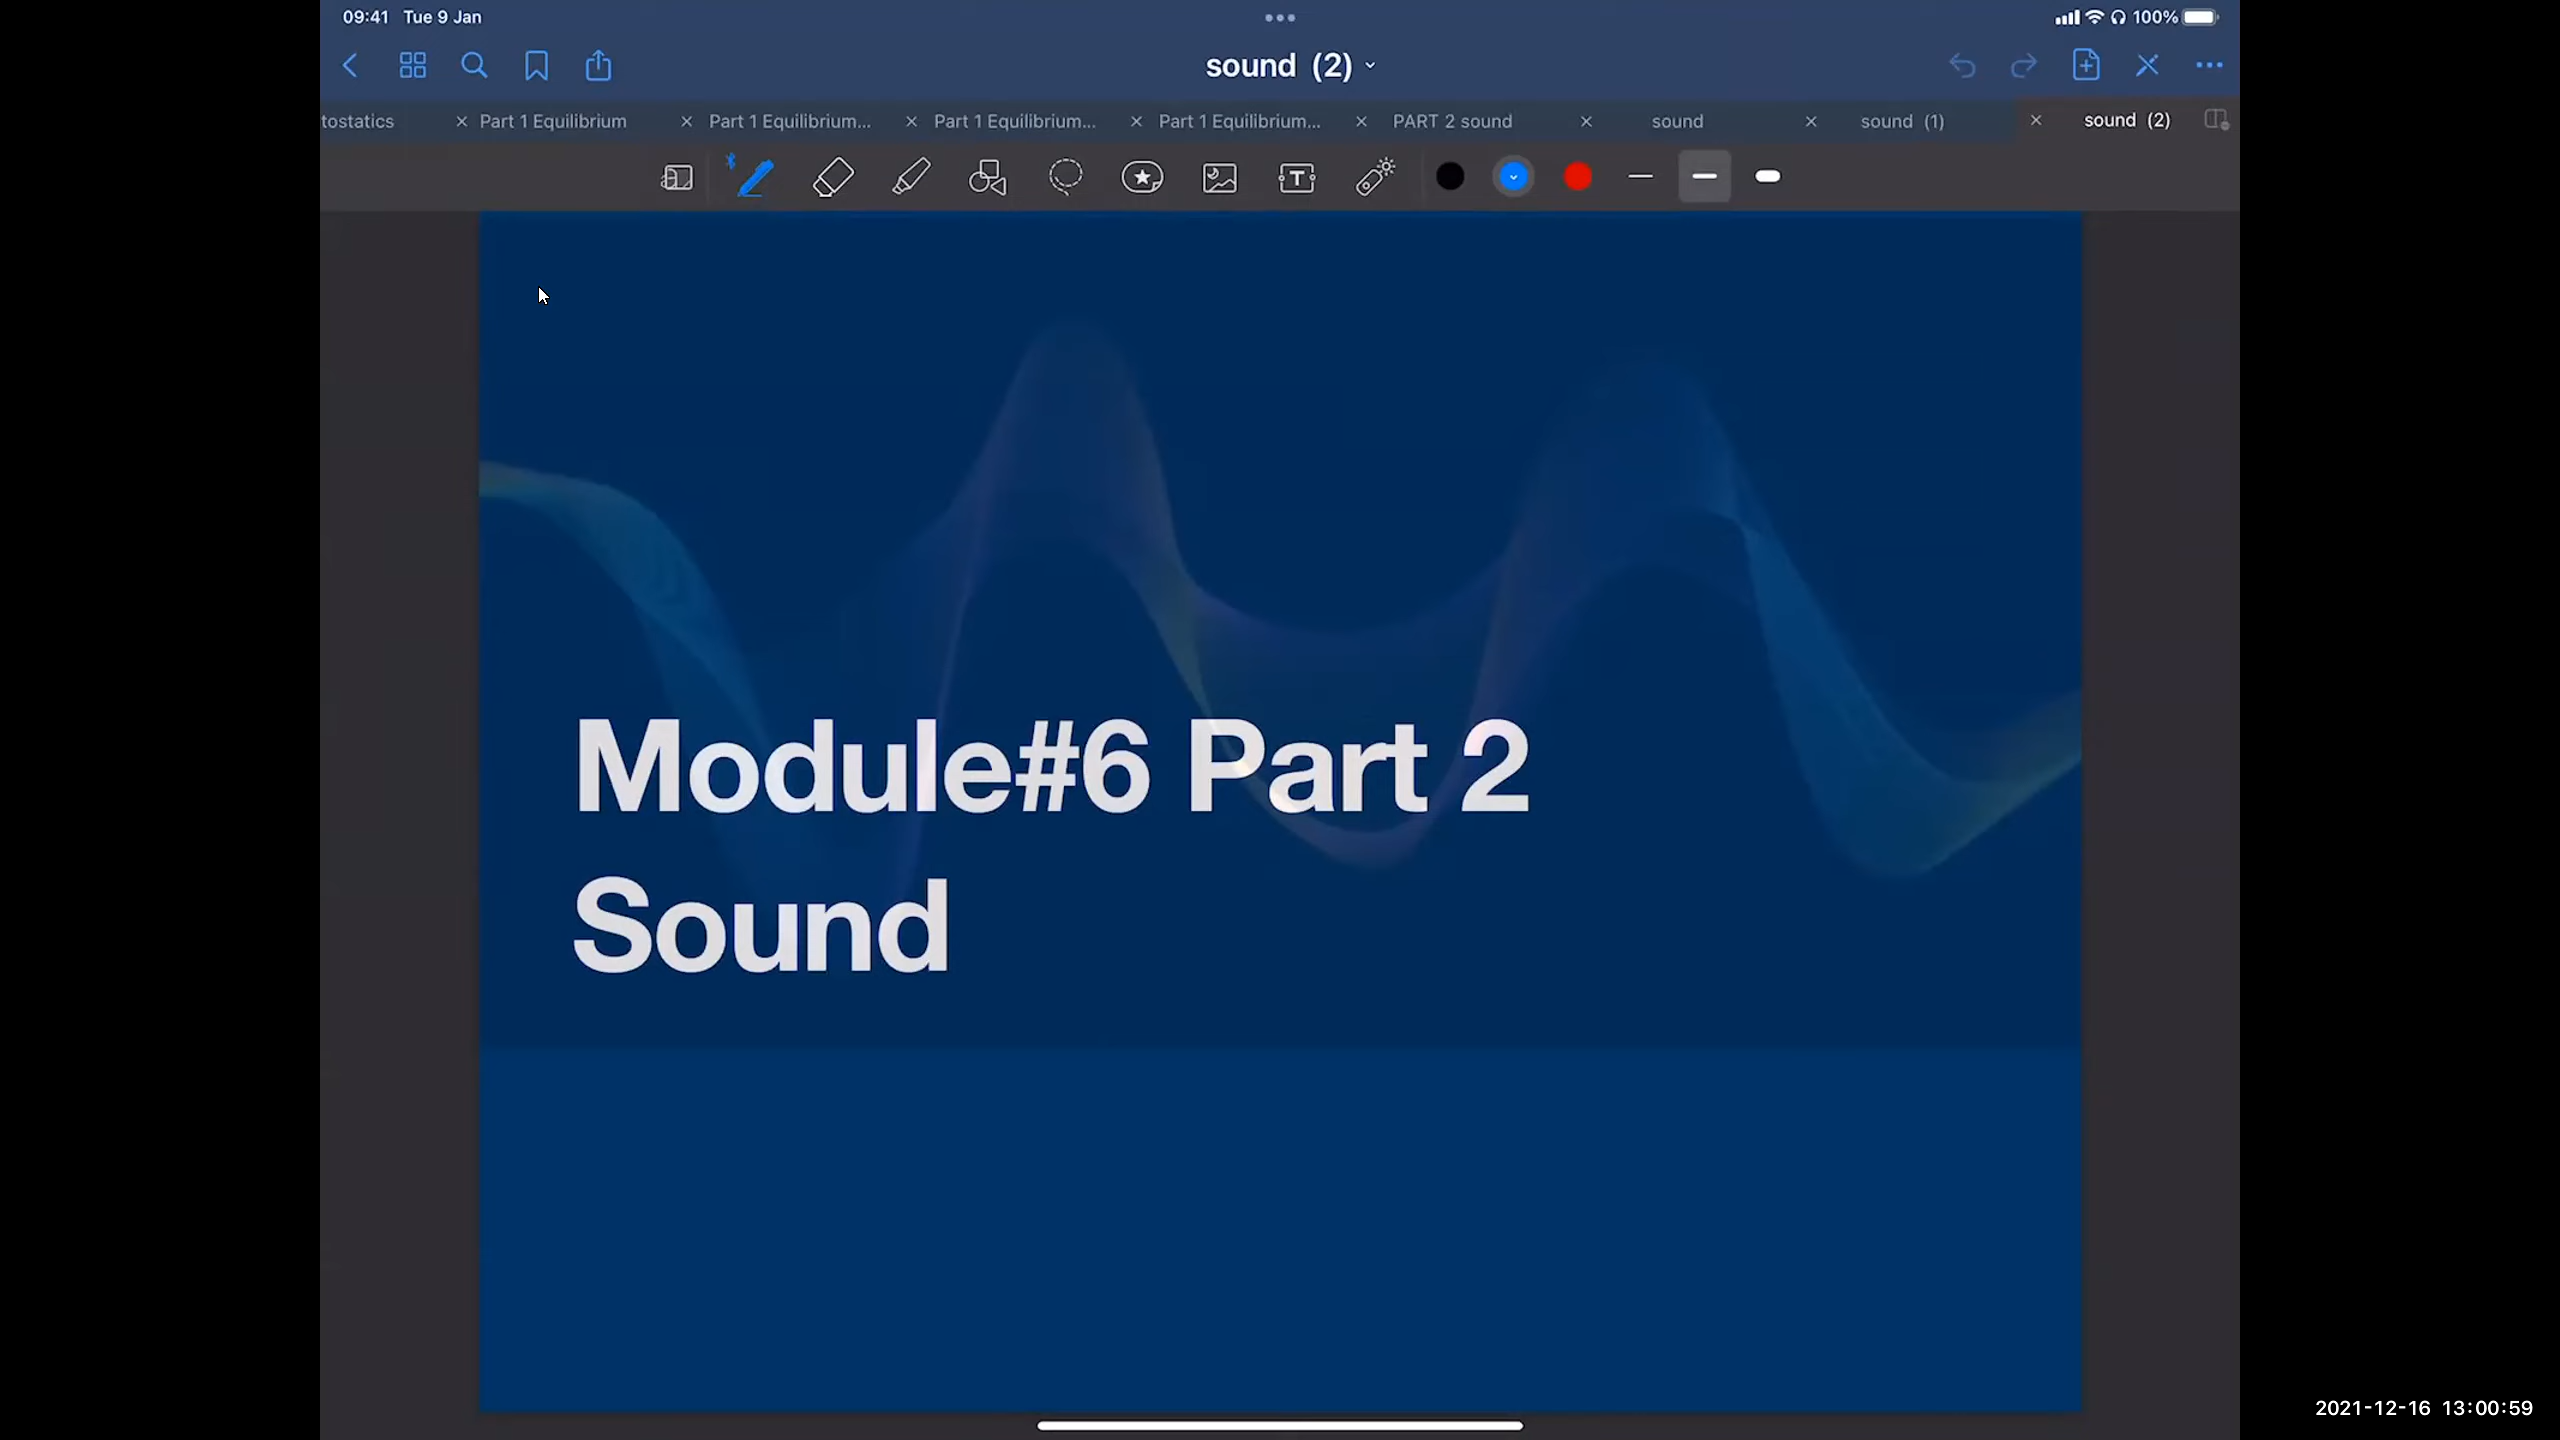 09:41 Tue 9 Jan
100%
sound (2)
tostatics
Part 1 Equilibrium
Part 1 Equilibrium...
Part 1 Equilibrium...
Part 1 Equilibrium...
PART 2 sound
sound
sound (1)
sound (2)
Module#6 Part 2
Sound
2021-12-16 13:00:59